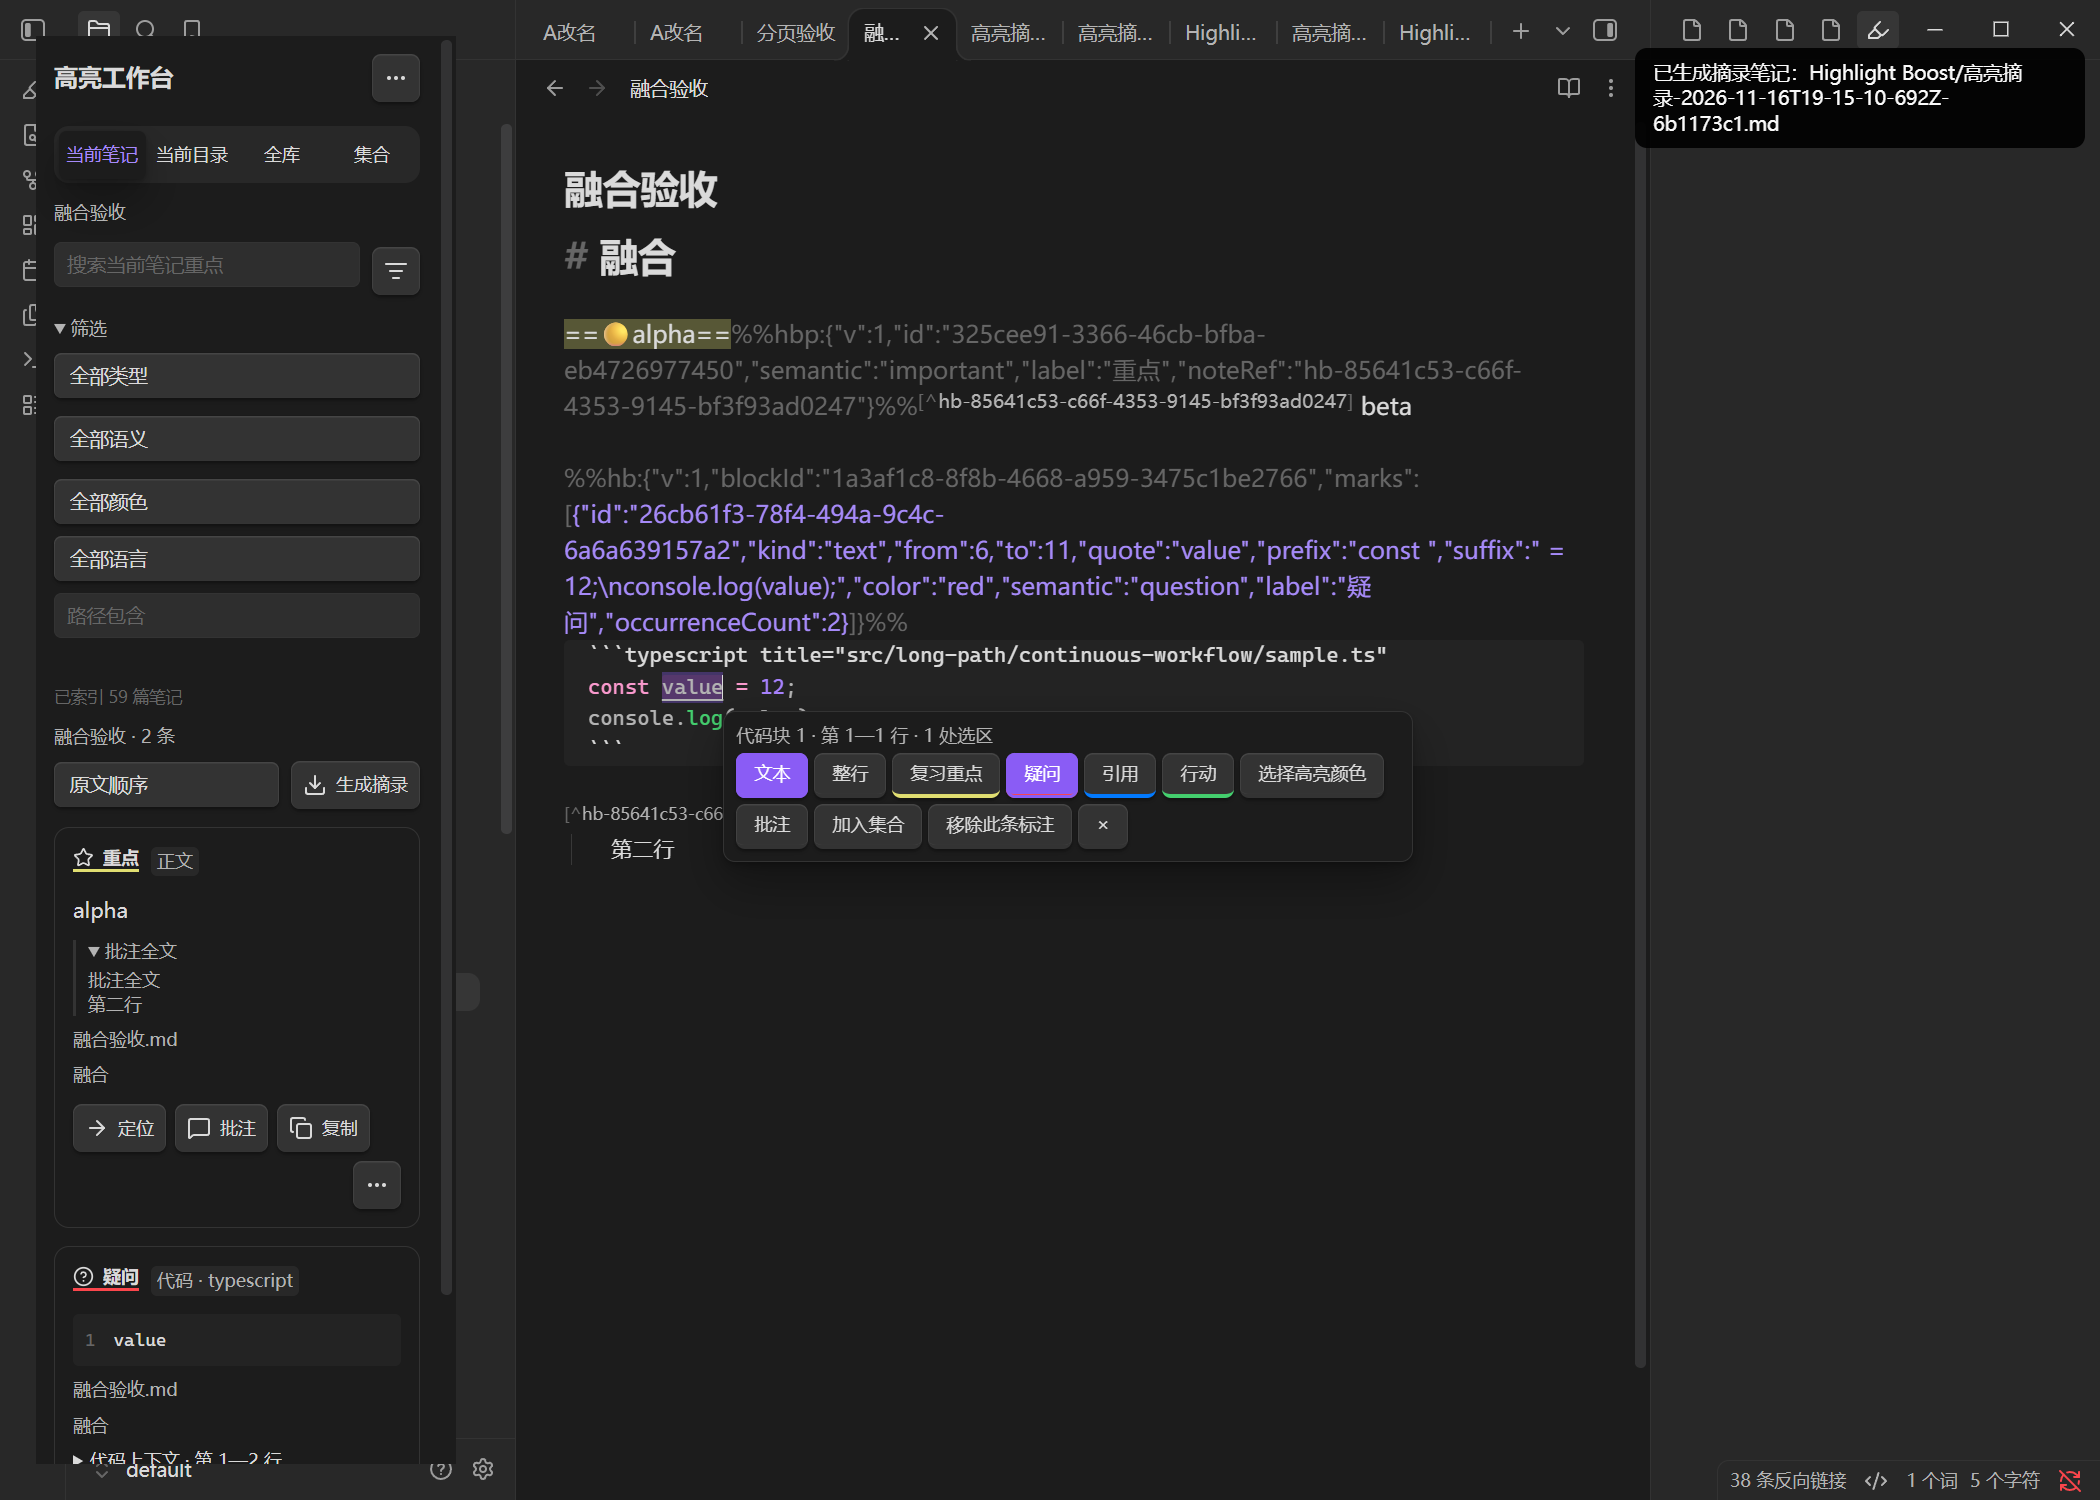 A改名
A改名
分页验收
融...
高亮摘...
高亮摘...
Highli...
高亮摘...
Highli...
高亮工作台
当前笔记
当前目录
全库
集合
融合验收
搜索当前笔记重点
▼筛选
全部类型
全部语义
全部颜色
全部语言
路径包含
已索引 59 篇笔记
融合验收 · 2 条
原文顺序
生成摘录
重点
正文
alpha
▼批注全文
批注全文
第二行
融合验收.md
融合
定位
批注
复制
疑问
代码 · typescript
1 value
融合验收.md
融合
代码上下文 · 第 1—2 行
default
融合验收
融合验收
# 融合
==🟡alpha==%%hbp:{"v":1,"id":"325cee91-3366-46cb-bfba-
eb4726977450","semantic":"important","label":"重点","noteRef":"hb-85641c53-c66f-
4353-9145-bf3f93ad0247"}%%[^hb-85641c53-c66f-4353-9145-bf3f93ad0247] beta
%%hb:{"v":1,"blockId":"1a3af1c8-8f8b-4668-a959-3475c1be2766","marks":
[{"id":"26cb61f3-78f4-494a-9c4c-
6a6a639157a2","kind":"text","from":6,"to":11,"quote":"value","prefix":"const ","suffix":" =
12;\nconsole.log(value);","color":"red","semantic":"question","label":"疑
问","occurrenceCount":2}]}%%
```typescript title="src/long-path/continuous-workflow/sample.ts"
const value = 12;
console.log
```
代码块 1 · 第 1—1 行 · 1 处选区
文本
整行
复习重点
疑问
引用
行动
选择高亮颜色
批注
加入集合
移除此条标注
×
[^hb-85641c53-c66
第二行
已生成摘录笔记：Highlight Boost/高亮摘
录-2026-11-16T19-15-10-692Z-
6b1173c1.md
38 条反向链接
1 个词
5 个字符